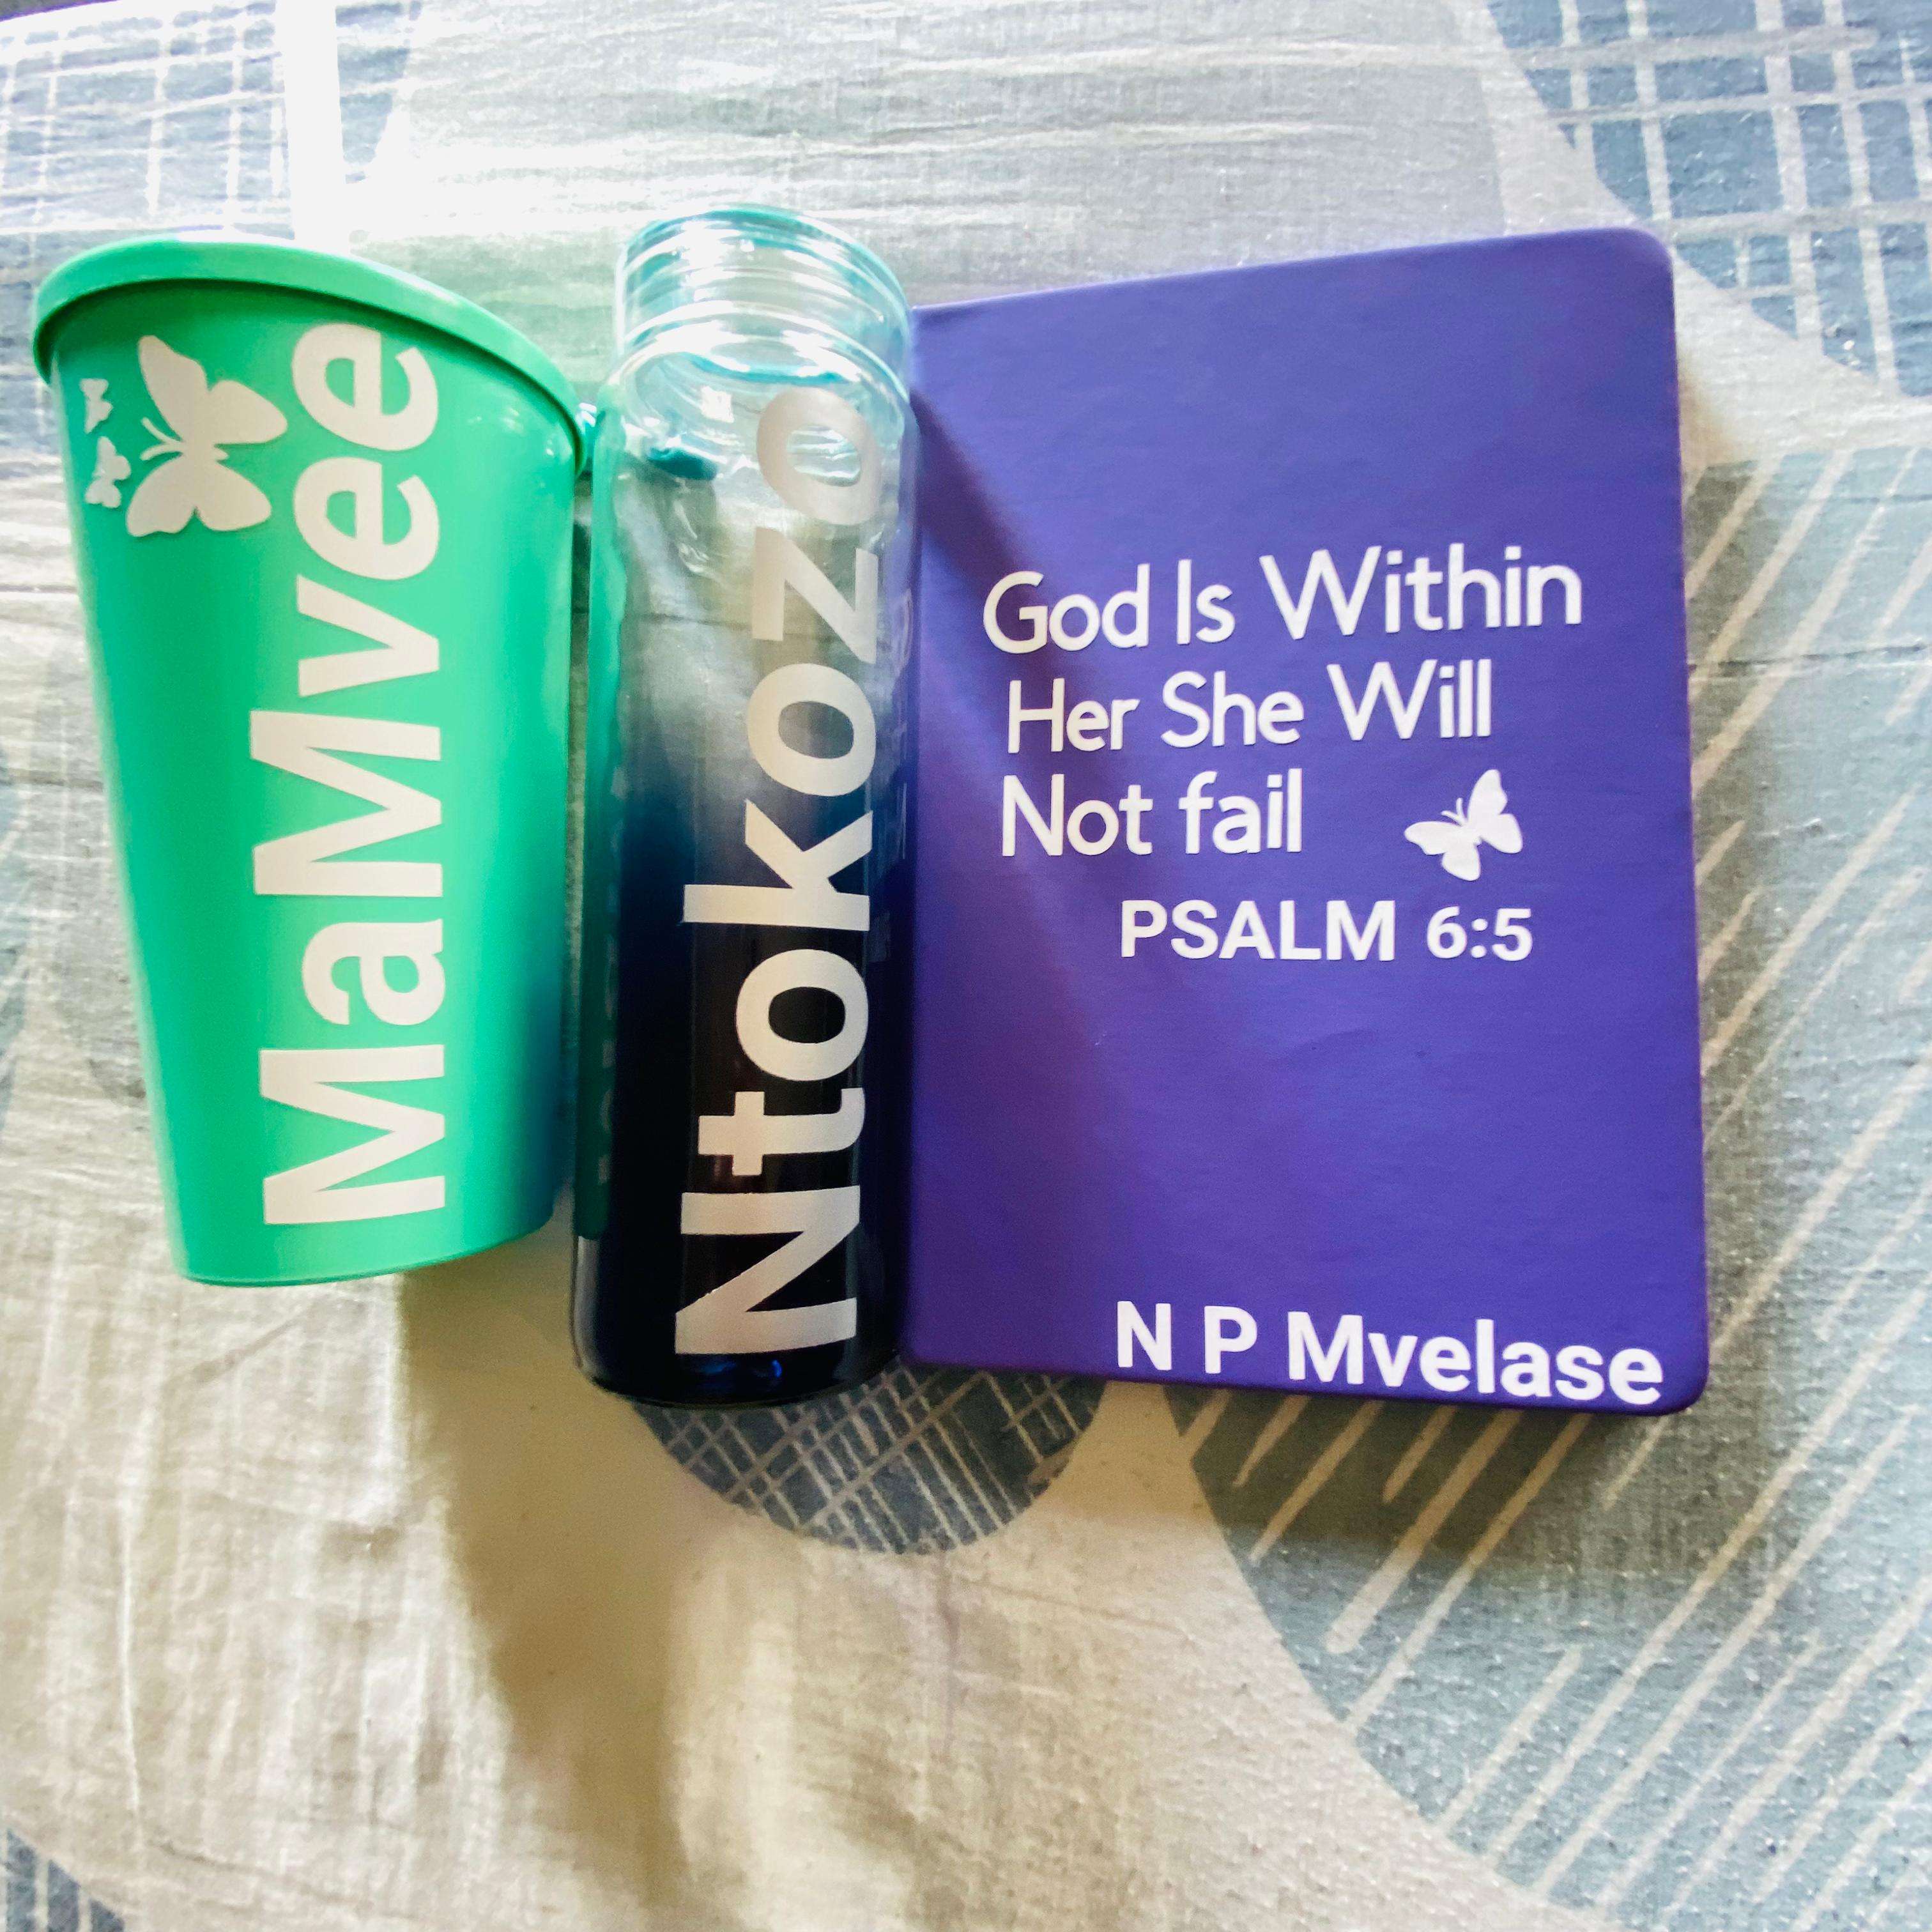 MaMvee
Ntokozo
God Is Within
Her She Will
Not fail
PSALM 6:5
N P Mvelase